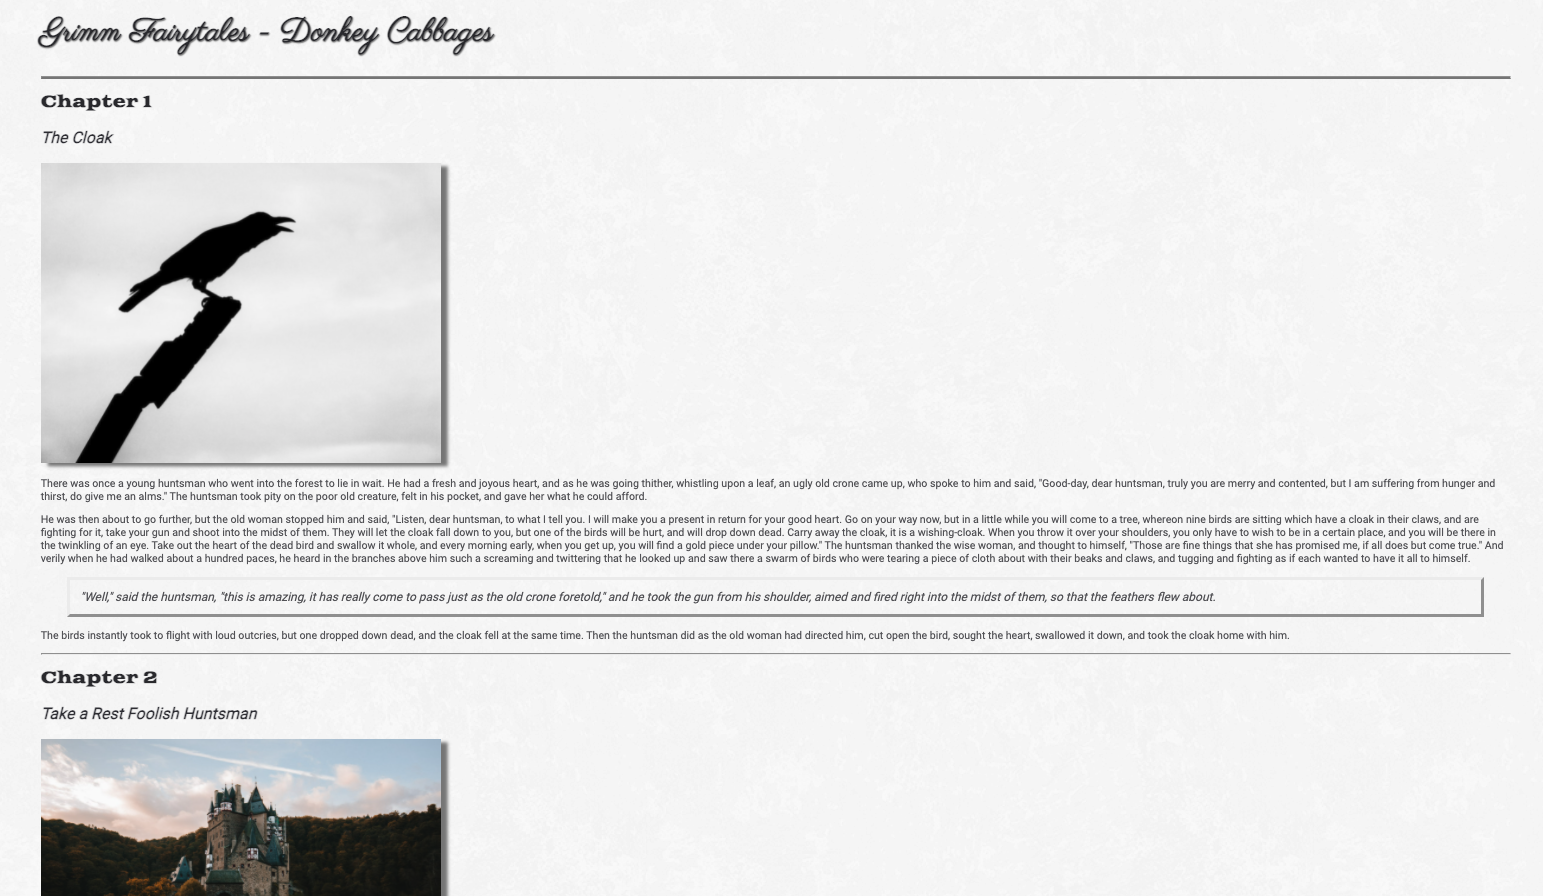 Grimm Fairytales - Donkey Cabbages
Chapter 1
The Cloak
There was once a young huntsman who went into the forest to lie in wait. He had a fresh and joyous heart, and as he was going thither, whistling upon a leaf, an ugly old crone came up, who spoke to him and said, "Good-day, dear huntsman, truly you are merry and contented, but I am suffering from hunger and
thirst, do give me an alms." The huntsman took pity on the poor old creature, felt in his pocket, and gave her what he could afford.
He was then about to go further, but the old woman stopped him and said, "Listen, dear huntsman, to what I tell you. I will make you a present in return for your good heart. Go on your way now, but in a little while you will come to a tree, whereon nine birds are sitting which have a cloak in their claws, and are
fighting for it, take your gun and shoot into the midst of them. They will let the cloak fall down to you, but one of the birds will be hurt, and will drop down dead. Carry away the cloak, it is a wishing-cloak. When you throw it over your shoulders, you only have to wish to be in a certain place, and you will be there in
the twinkling of an eye. Take out the heart of the dead bird and swallow it whole, and every morning early, when you get up, you will find a gold piece under your pillow." The huntsman thanked the wise woman, and thought to himself, "Those are fine things that she has promised me, if all does but come true." And
verily when he had walked about a hundred paces, he heard in the branches above him such a screaming and twittering that he looked up and saw there a swarm of birds who were tearing a piece of cloth about with their beaks and claws, and tugging and fighting as if each wanted to have it all to himself.
"Well," said the huntsman, "this is amazing, it has really come to pass just as the old crone foretold," and he took the gun from his shoulder, aimed and fired right into the midst of them, so that the feathers flew about.
The birds instantly took to flight with loud outcries, but one dropped down dead, and the cloak fell at the same time. Then the huntsman did as the old woman had directed him, cut open the bird, sought the heart, swallowed it down, and took the cloak home with him.
Chapter 2
Take a Rest Foolish Huntsman